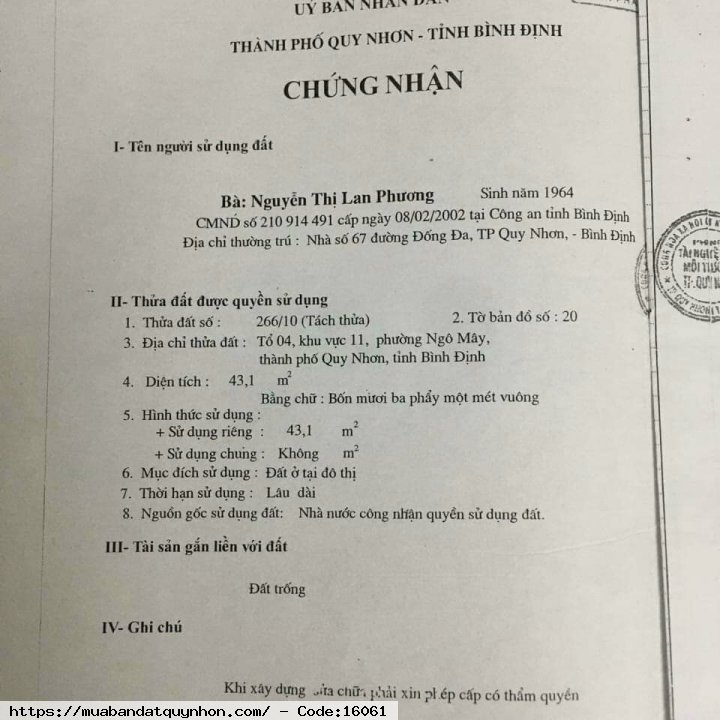 UỶ BAN NHÂN DÂN
THÀNH PHỐ QUY NHƠN - TỈNH BÌNH ĐỊNH
CHỨNG NHẬN
I- Tên người sử dụng đất
Bà: Nguyễn Thị Lan Phương Sinh năm 1964
CMND số 210 914 491 cấp ngày 08/02/2002 tại Công an tỉnh Bình Định
Địa chỉ thường trú : Nhà số 67 đường Đống Đa, TP Quy Nhơn, - Bình Định
II- Thửa đất được quyền sử dụng
1. Thửa đất số : 266/10 (Tách thửa) 2. Tờ bản đồ số : 20
3. Địa chỉ thửa đất : Tổ 04, khu vực 11, phường Ngô Mây,
thành phố Quy Nhơn, tỉnh Bình Định
4. Diện tích : 43,1 m2
Bằng chữ : Bốn mươi ba phẩy một mét vuông
5. Hình thức sử dụng :
+ Sử dụng riêng : 43,1 m2
+ Sử dụng chung : Không m2
6. Mục đích sử dụng : Đất ở tại đô thị
7. Thời hạn sử dụng : Lâu dài
8. Nguồn gốc sử dụng đất: Nhà nước công nhận quyền sử dụng đất.
III- Tài sản gắn liền với đất
Đất trống
IV- Ghi chú
Khi xây dựng sửa chữa phải xin phép cấp có thẩm quyền
https://muabandatquynhon.com/ - Code:16061